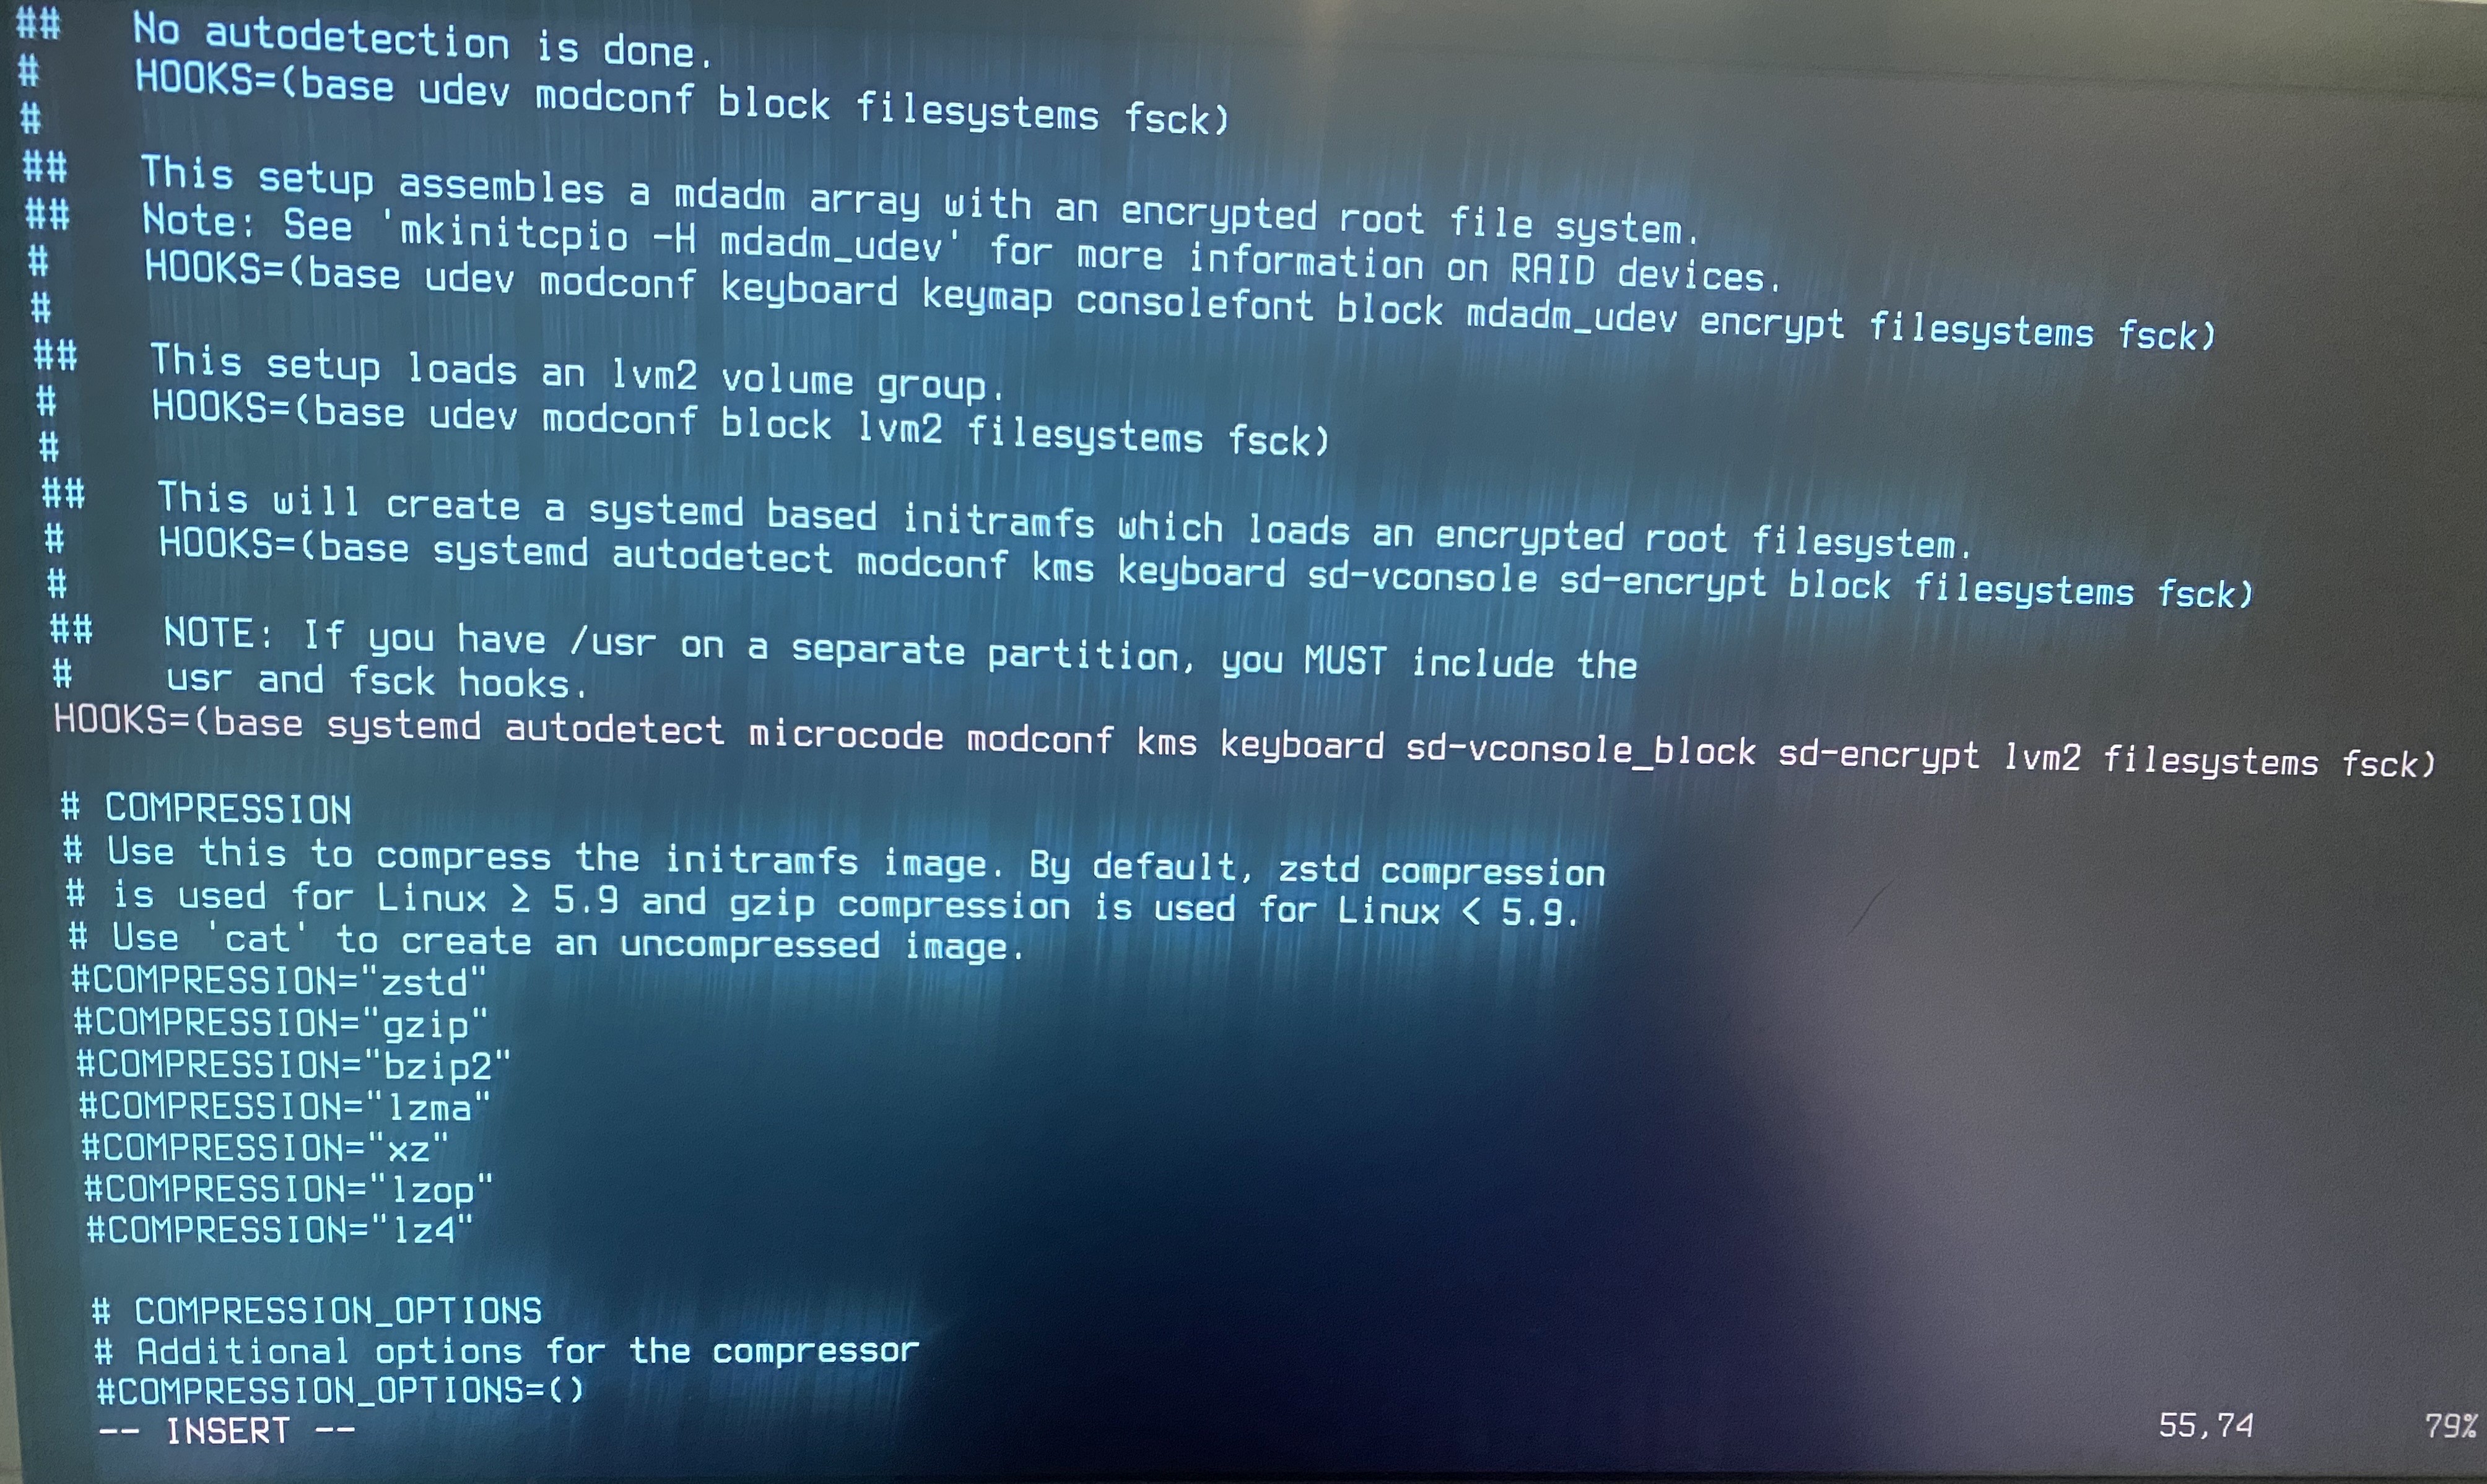 ## No autodetection is done.
# HOOKS=(base udev modconf block filesystems fsck)
#
## This setup assembles a mdadm array with an encrypted root file system.
## Note: See 'mkinitcpio -H mdadm_udev' for more information on RAID devices.
# HOOKS=(base udev modconf keyboard keymap consolefont block mdadm_udev encrypt filesystems fsck)
#
## This setup loads an lvm2 volume group.
# HOOKS=(base udev modconf block lvm2 filesystems fsck)
#
## This will create a systemd based initramfs which loads an encrypted root filesystem.
# HOOKS=(base systemd autodetect modconf kms keyboard sd-vconsole sd-encrypt block filesystems fsck)
#
## NOTE: If you have /usr on a separate partition, you MUST include the
# usr and fsck hooks.
HOOKS=(base systemd autodetect microcode modconf kms keyboard sd-vconsole block sd-encrypt lvm2 filesystems fsck)
# COMPRESSION
# Use this to compress the initramfs image. By default, zstd compression
# is used for Linux ≥ 5.9 and gzip compression is used for Linux < 5.9.
# Use 'cat' to create an uncompressed image.
#COMPRESSION="zstd"
#COMPRESSION="gzip"
#COMPRESSION="bzip2"
#COMPRESSION="lzma"
#COMPRESSION="xz"
#COMPRESSION="lzop"
#COMPRESSION="lz4"
# COMPRESSION_OPTIONS
# Additional options for the compressor
#COMPRESSION_OPTIONS=()
-- INSERT -- 55,74 79%